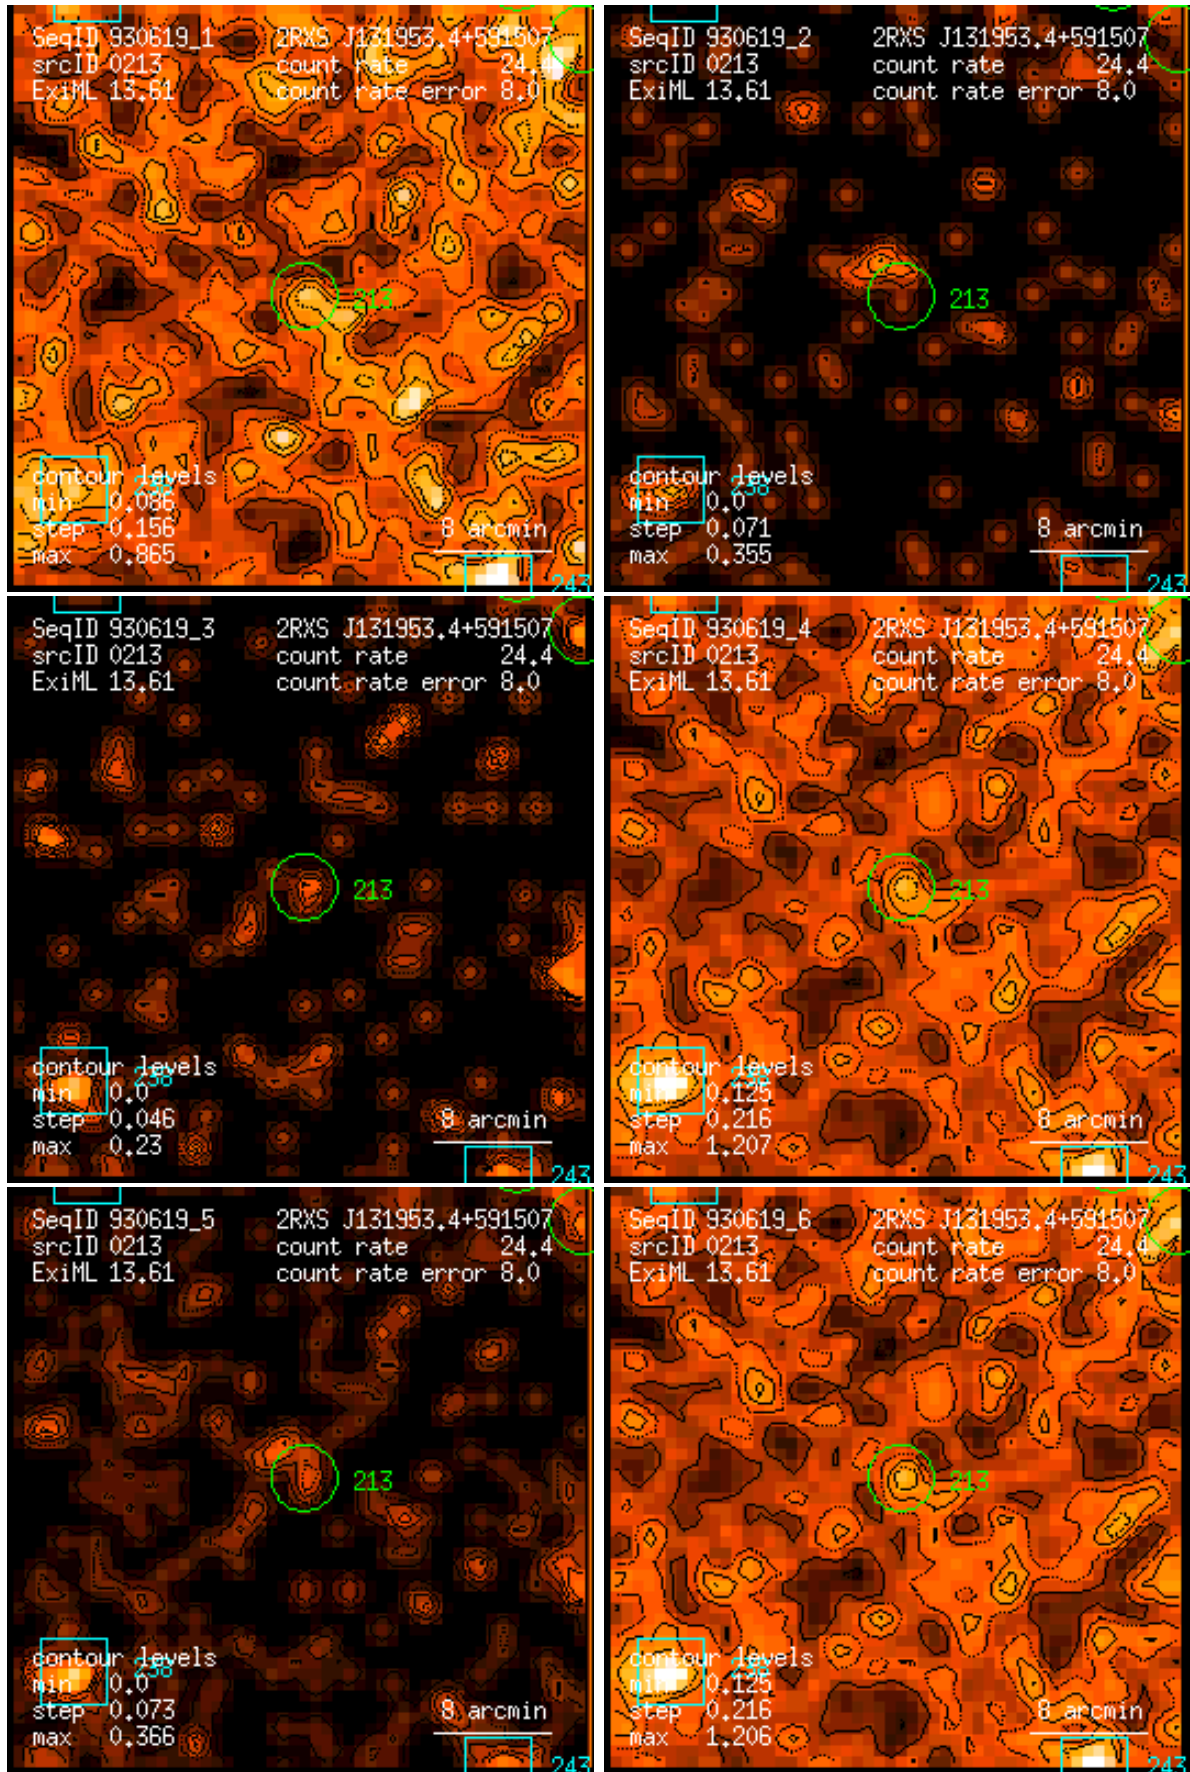 SeqID 930619_1 2RXS J131953.4+591507
srcID 0213 count rate 24.4
ExiML 13.61 count rate error 8.0
213
contour levels
238
min 0.086
step 0.156 8 arcmin
max 0.865
243
SeqID 930619_2 2RXS J131953.4+591507
srcID 0213 count rate 24.4
ExiML 13.61 count rate error 8.0
213
contour levels
238
min 0.0
step 0.071 8 arcmin
max 0.355
243
SeqID 930619_3 2RXS J131953.4+591507
srcID 0213 count rate 24.4
ExiML 13.61 count rate error 8.0
213
contour levels
238
min 0.0
step 0.046 8 arcmin
max 0.23
243
SeqID 930619_4 2RXS J131953.4+591507
srcID 0213 count rate 24.4
ExiML 13.61 count rate error 8.0
213
contour levels
238
min 0.125
step 0.216 8 arcmin
max 1.207
243
SeqID 930619_5 2RXS J131953.4+591507
srcID 0213 count rate 24.4
ExiML 13.61 count rate error 8.0
213
contour levels
238
min 0.0
step 0.073 8 arcmin
max 0.366
243
SeqID 930619_6 2RXS J131953.4+591507
srcID 0213 count rate 24.4
ExiML 13.61 count rate error 8.0
213
contour levels
238
min 0.125
step 0.216 8 arcmin
max 1.206
243